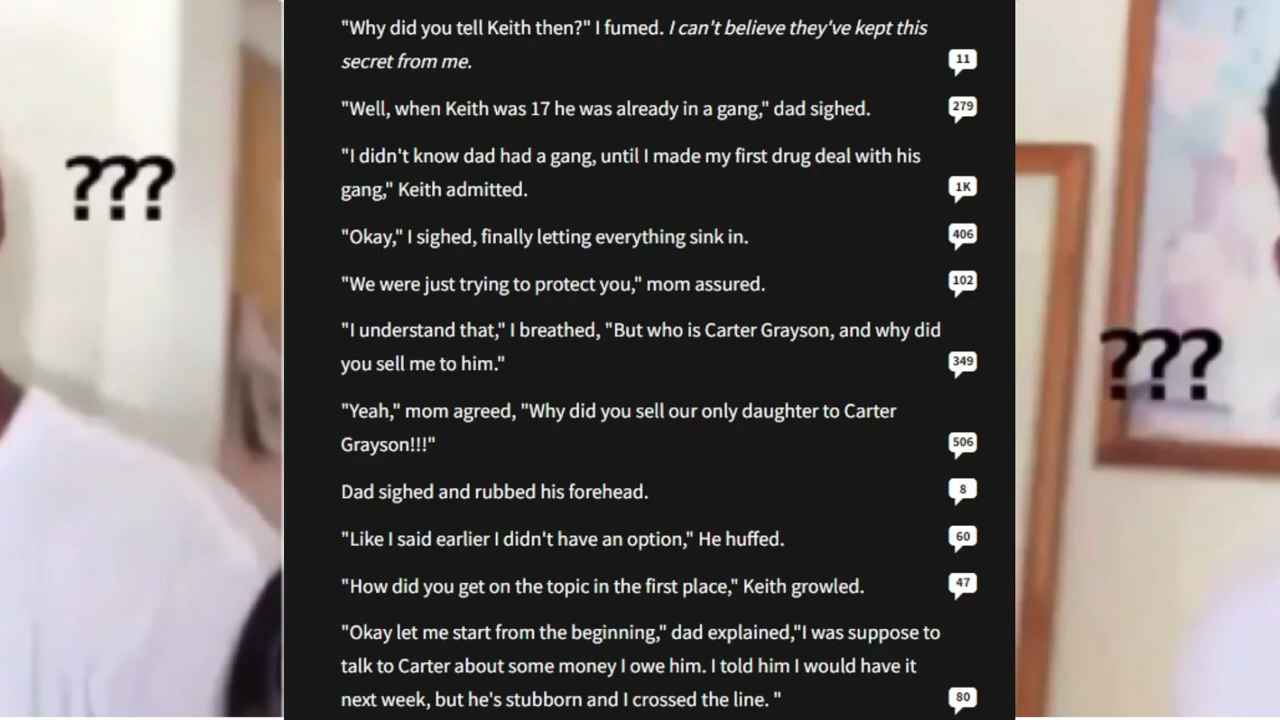 "Why did you tell Keith then?" I fumed. I can't believe they've kept this
secret from me.
11
"Well, when Keith was 17 he was already in a gang," dad sighed.
279
"I didn't know dad had a gang, until I made my first drug deal with his
gang," Keith admitted.
1K
???
"Okay," I sighed, finally letting everything sink in.
406
"We were just trying to protect you," mom assured.
102
"I understand that," I breathed, "But who is Carter Grayson, and why did
you sell me to him."
349
???
"Yeah," mom agreed, "Why did you sell our only daughter to Carter
Grayson!!!"
506
Dad sighed and rubbed his forehead.
8
"Like I said earlier I didn't have an option," He huffed.
60
"How did you get on the topic in the first place," Keith growled.
47
"Okay let me start from the beginning," dad explained,"I was suppose to
talk to Carter about some money I owe him. I told him I would have it
next week, but he's stubborn and I crossed the line. "
80